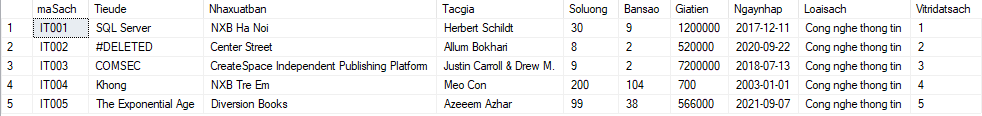 maSach Tieude Nhaxuatban Tacgia Soluong Bansao Giatien Ngaynhap Loaisach Vitridatsach
1 IT001 SQL Server NXB Ha Noi Herbert Schildt 30 9 1200000 2017-12-11 Cong nghe thong tin 1
2 IT002 #DELETED Center Street Allum Bokhari 8 2 520000 2020-09-22 Cong nghe thong tin 2
3 IT003 COMSEC CreateSpace Independent Publishing Platform Justin Carroll & Drew M. 9 2 7200000 2018-07-13 Cong nghe thong tin 3
4 IT004 Khong NXB Tre Em Meo Con 200 104 700 2003-01-01 Cong nghe thong tin 4
5 IT005 The Exponential Age Diversion Books Azeeem Azhar 99 38 566000 2021-09-07 Cong nghe thong tin 5